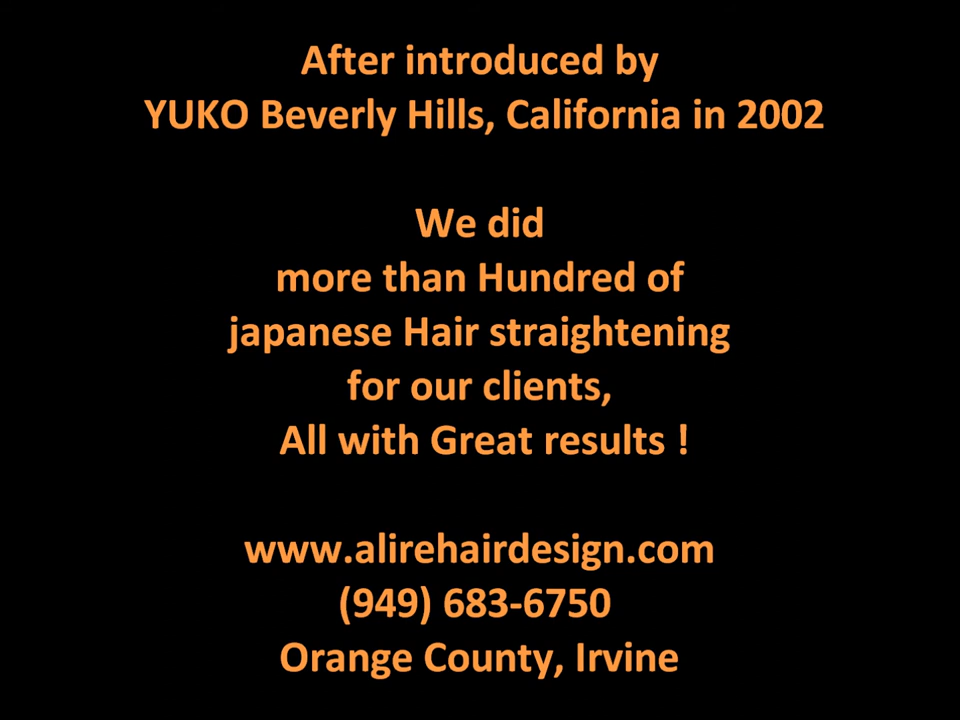 After introduced by
YUKO Beverly Hills, California in 2002
We did
more than Hundred of
japanese Hair straightening
for our clients,
All with Great results !
www.alirehairdesign.com
(949) 683-6750
Orange County, Irvine